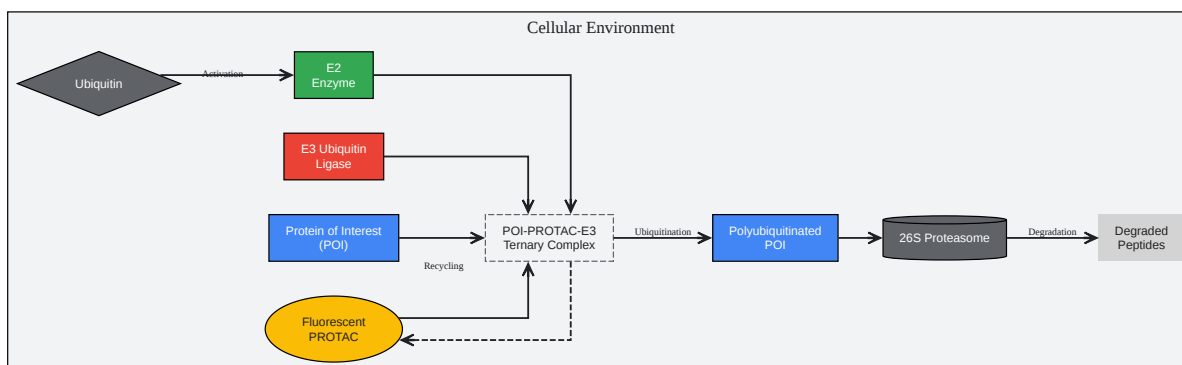 Cellular Environment
Ubiquitin
Activation
E2
Enzyme
E3 Ubiquitin
Ligase
Protein of Interest
(POI)
Recycling
POI-PROTAC-E3
Ternary Complex
Ubiquitination
Polyubiquitinated
POI
26S Proteasome
Degradation
Degraded
Peptides
Fluorescent
PROTAC